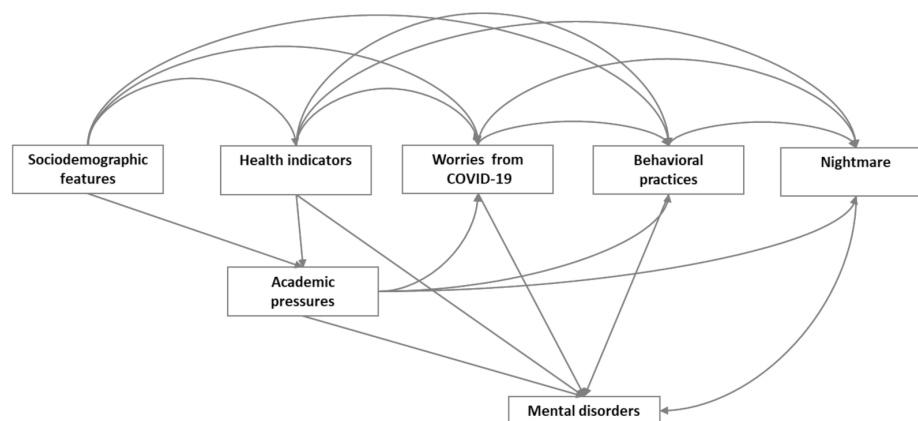 Sociodemographic
features
Health indicators
Worries from
COVID-19
Behavioral
practices
Nightmare
Academic
pressures
Mental disorders